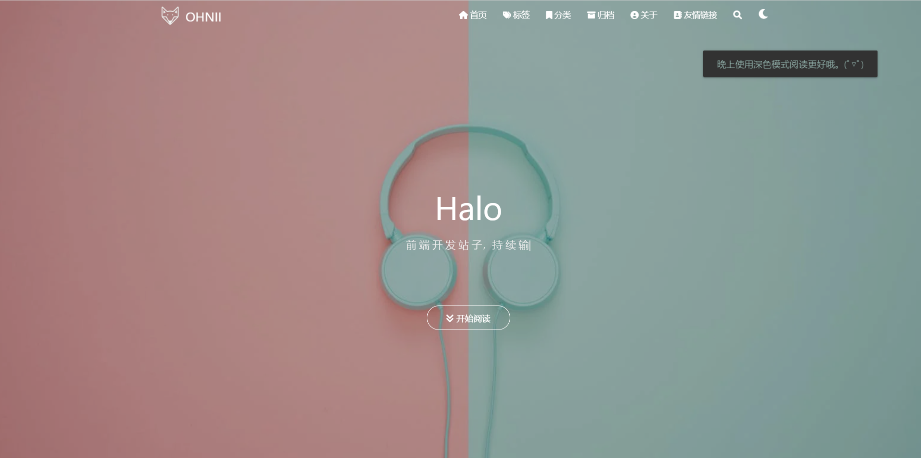 OHNII
首页 标签 分类 归档 关于 友情链接
晚上使用深色模式阅读更好哦。(ﾟ▽ﾟ)
Halo
前端开发站子, 持续输
开始阅读